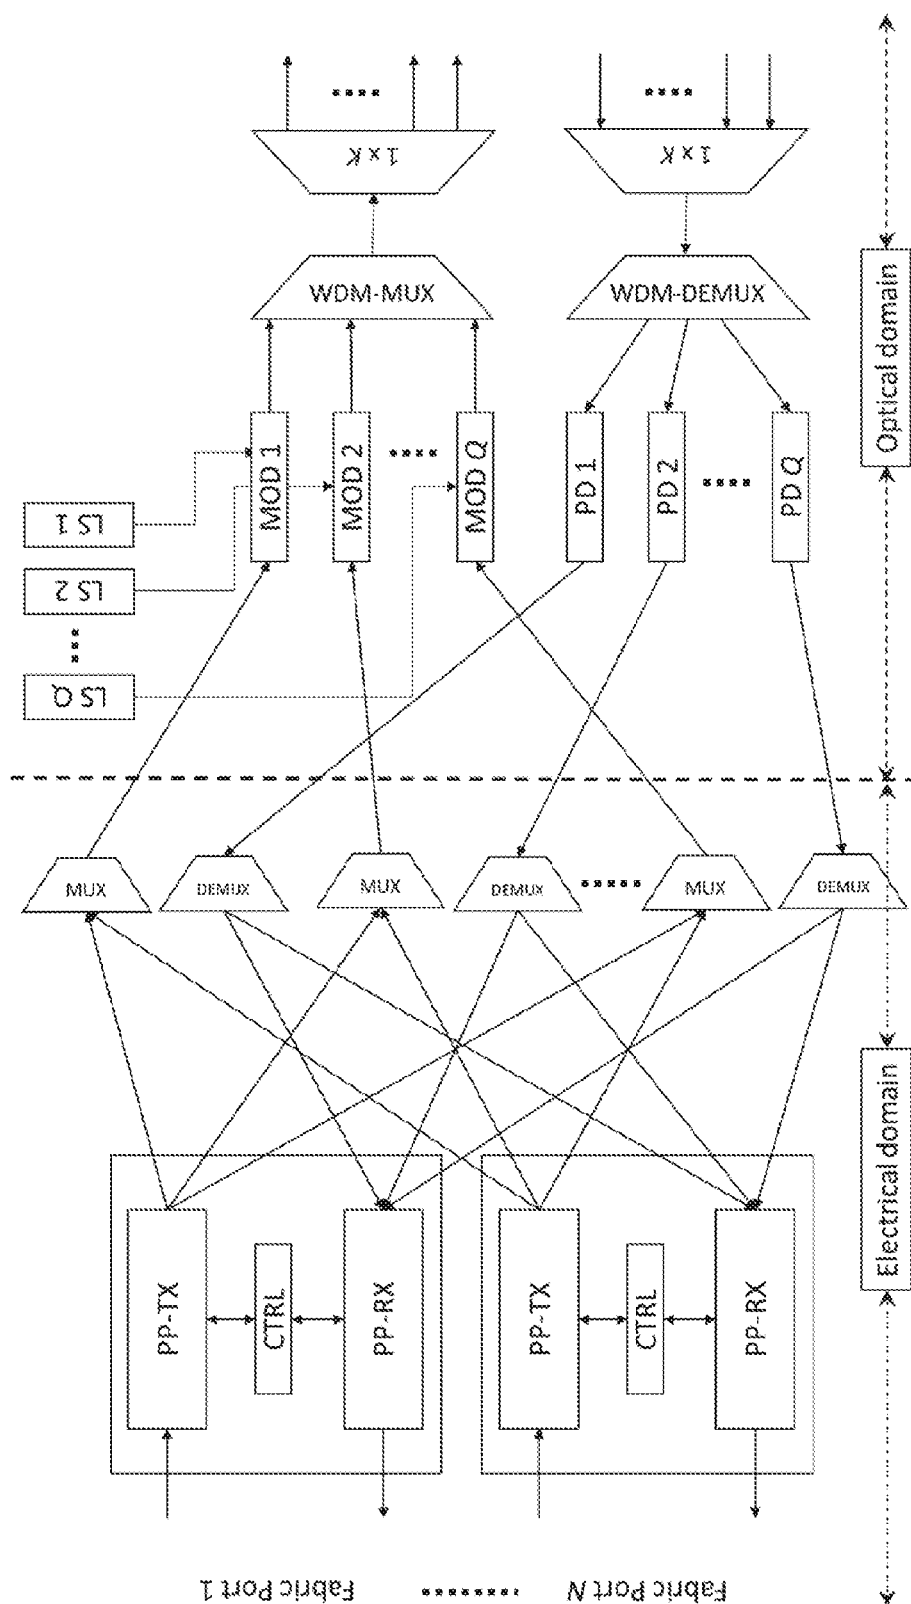 1 x K
1 x K
WDM-MUX
WDM-DEMUX
LS 1
LS 2
LS Q
MOD 1
MOD 2
MOD Q
PD 1
PD 2
PD Q
Optical domain
MUX
DEMUX
MUX
DEMUX
MUX
DEMUX
PP-TX
CTRL
PP-RX
PP-TX
CTRL
PP-RX
Electrical domain
Fabric Port 1
Fabric Port N